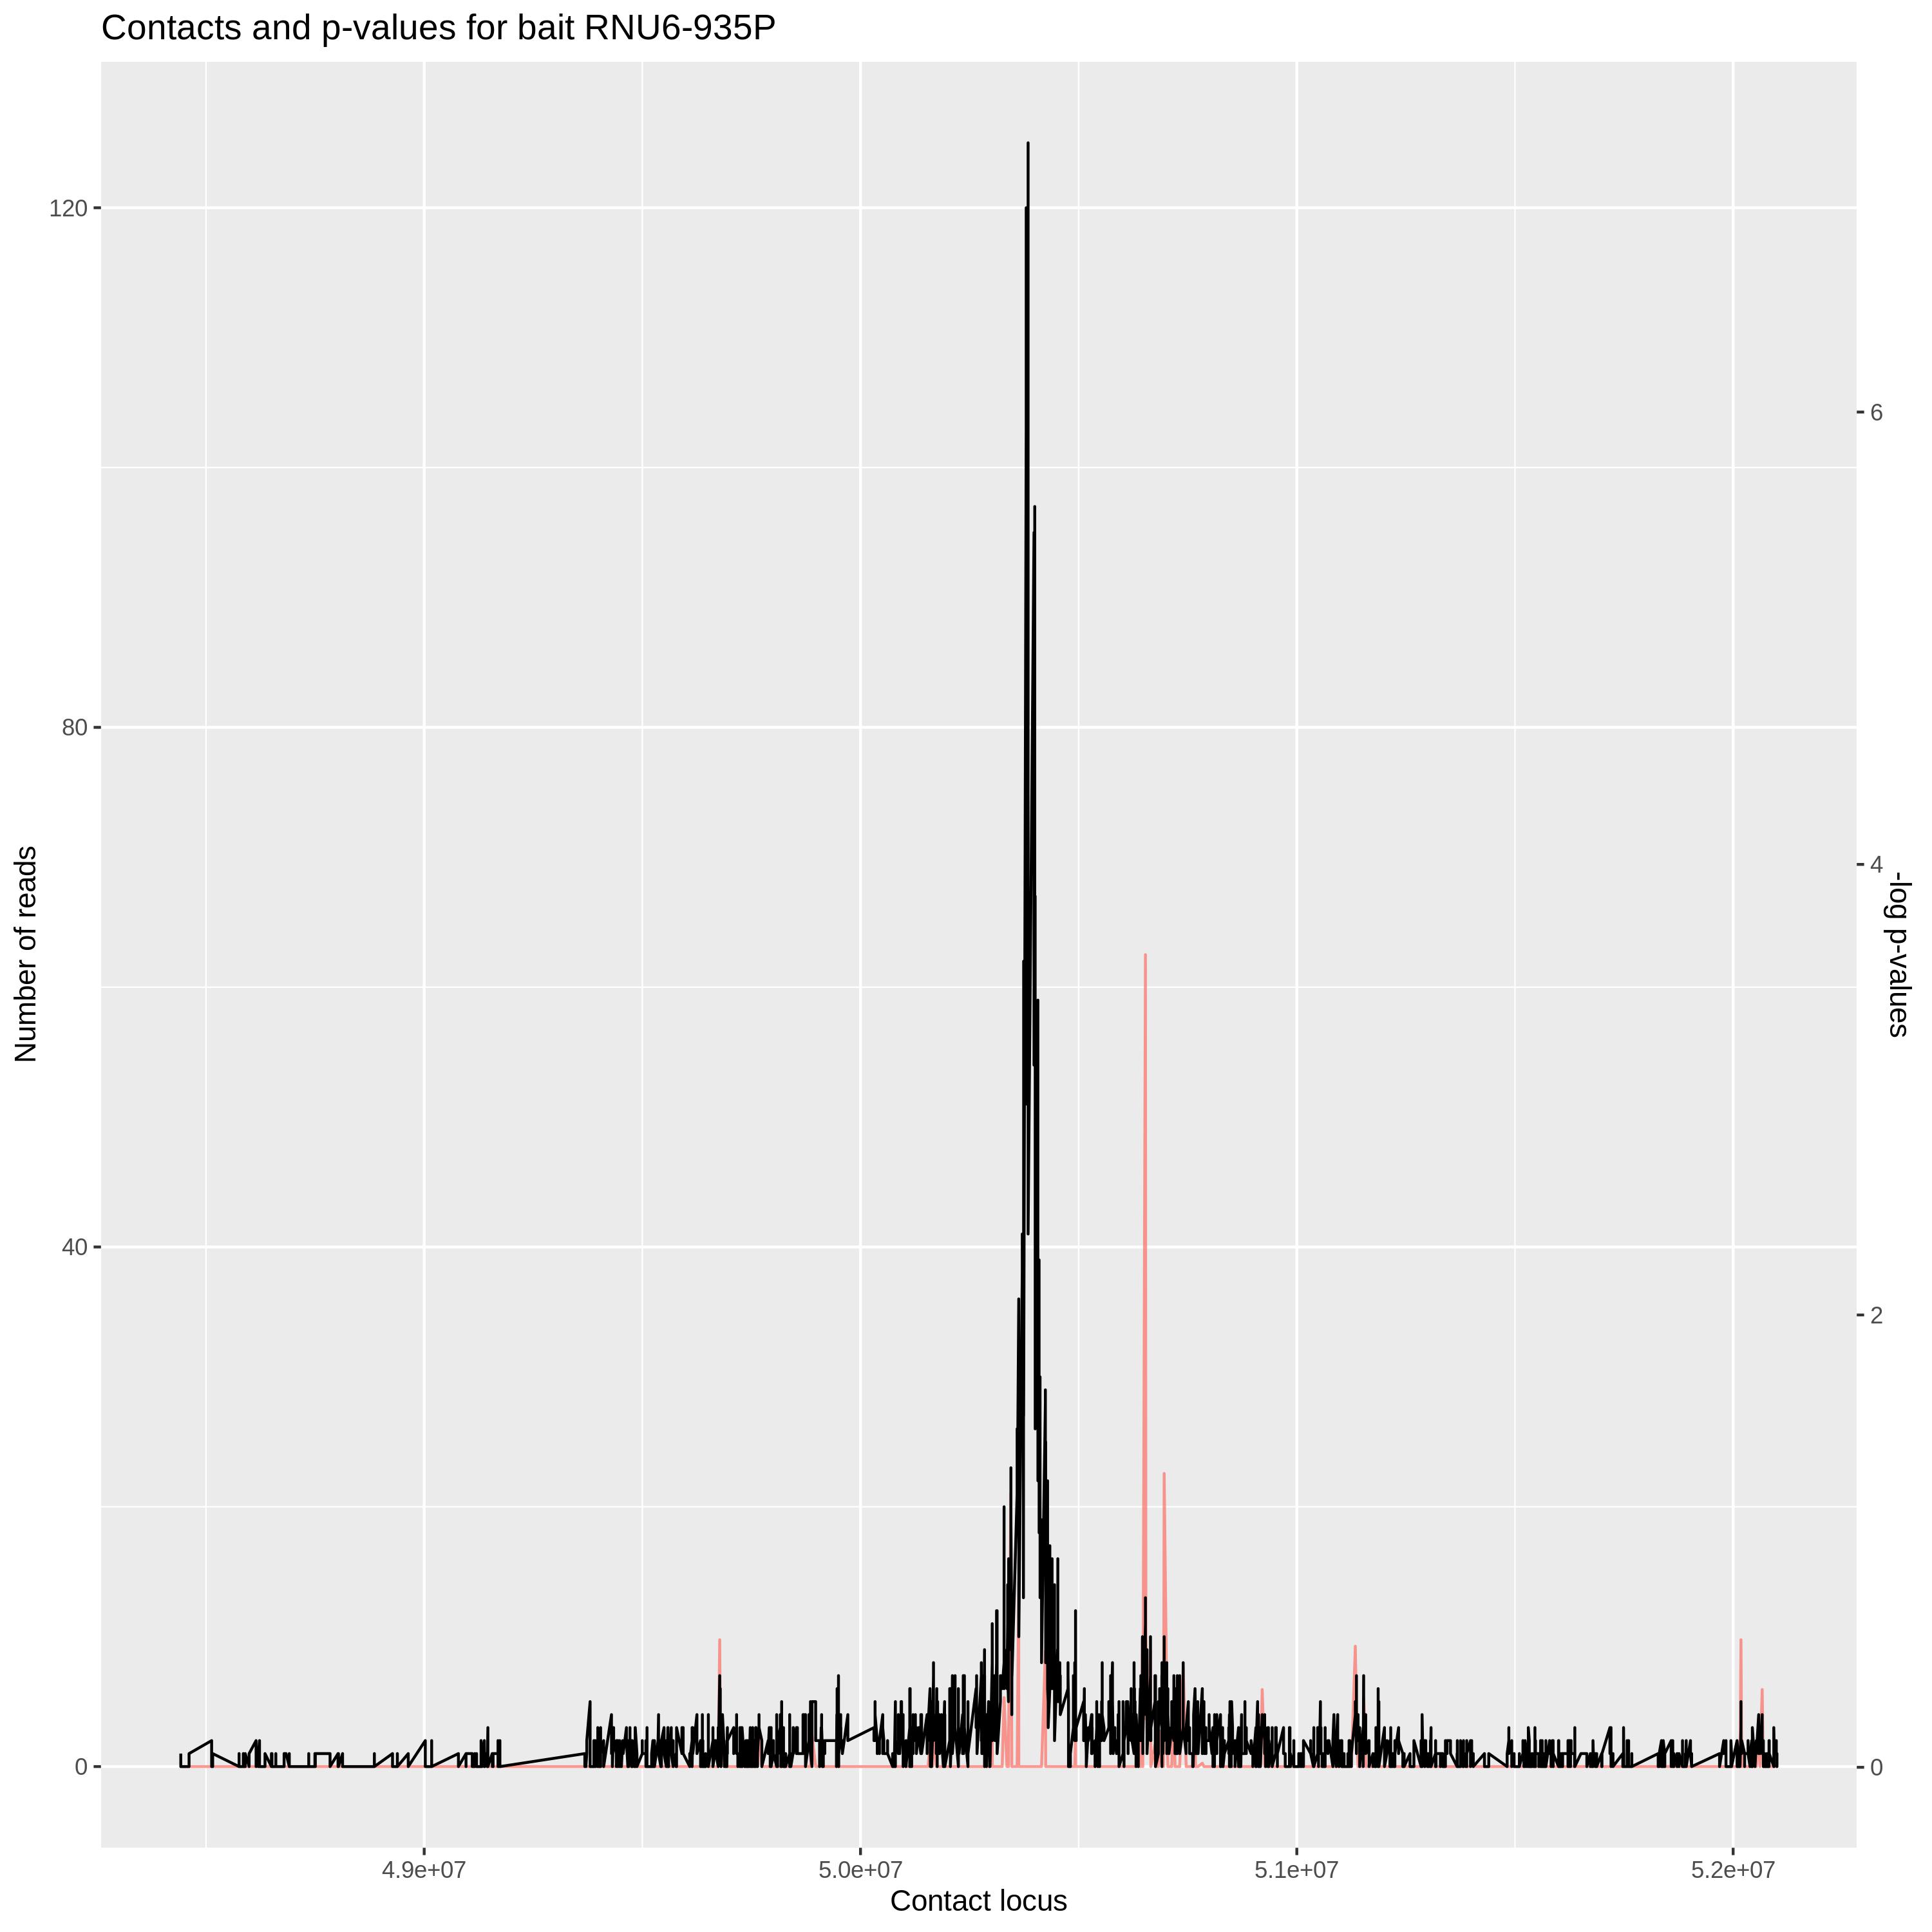 Contacts and p-values for bait RNU6-935P
120
80
40
0
Number of reads
6
4
2
0
-log p-values
4.9e+07
5.0e+07
5.1e+07
5.2e+07
Contact locus